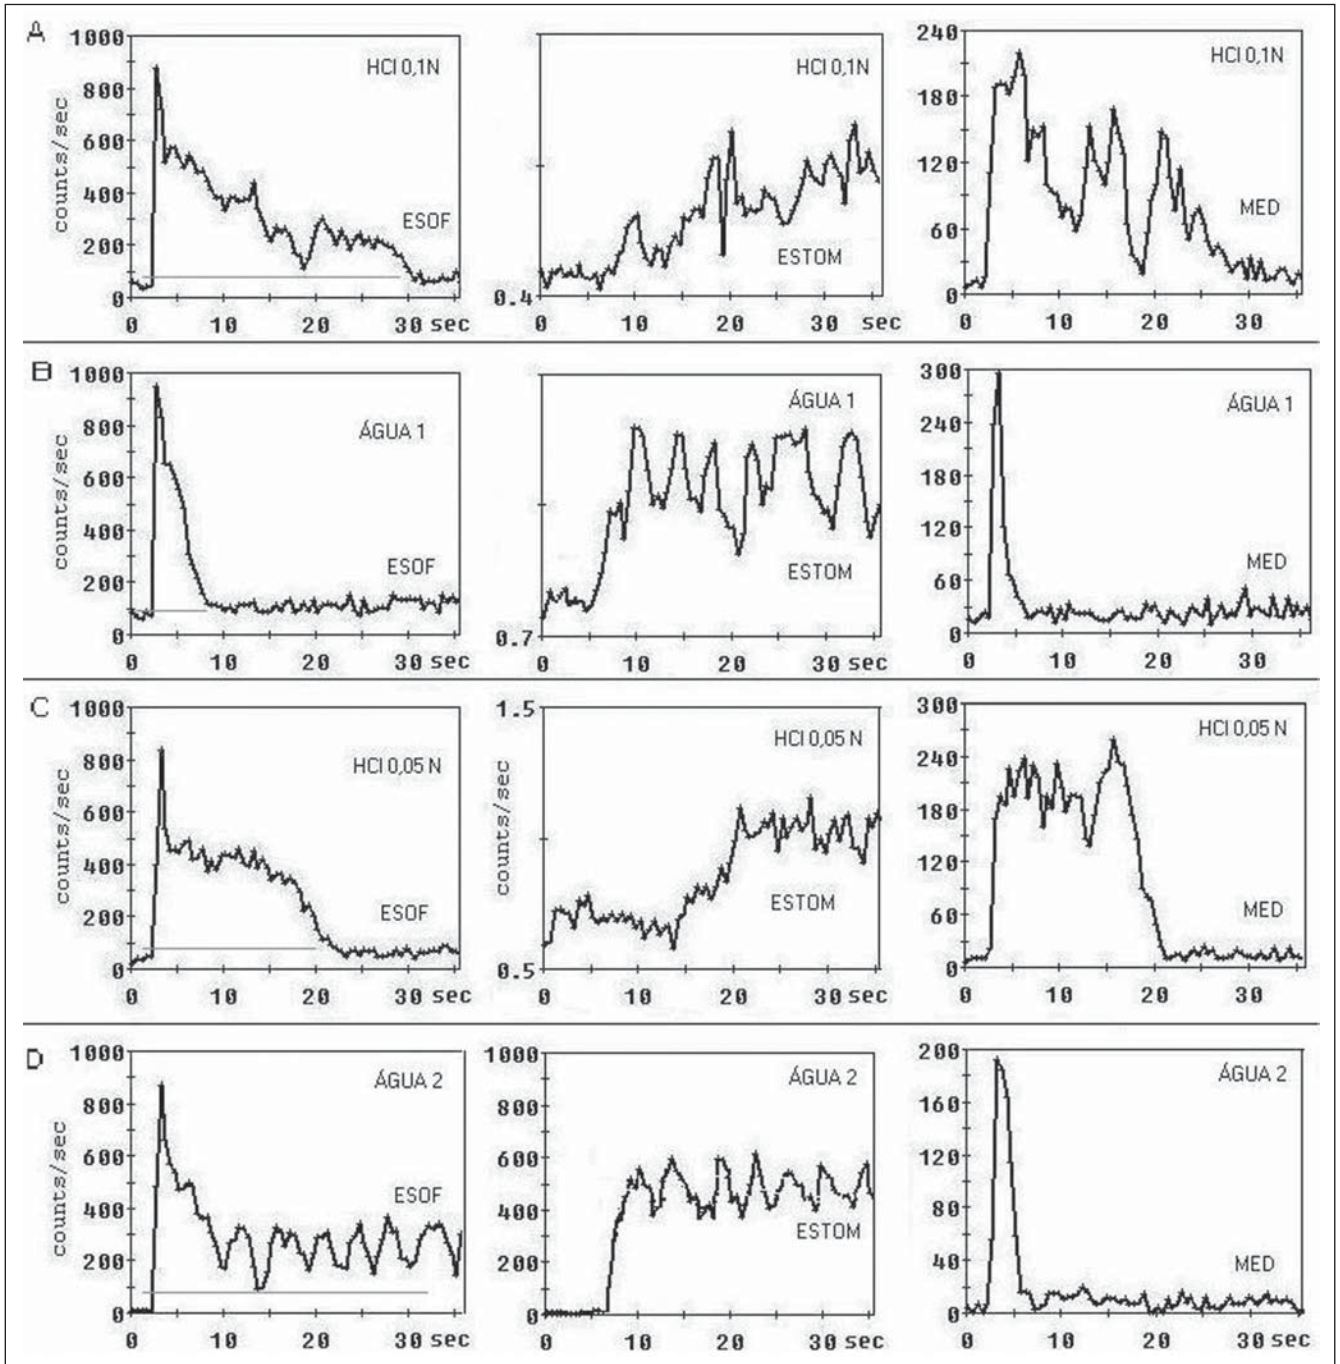 A
1000
800
600
400
200
0
counts/sec
HCl 0,1N
ESOF
0 10 20 30 sec
HCl 0,1N
ESTOM
0.4
0 10 20 30 sec
240
180
120
60
0
HCl 0,1N
MED
0 10 20 30
B
1000
800
600
400
200
0
counts/sec
ÁGUA 1
ESOF
0 10 20 30 sec
ÁGUA 1
ESTOM
0.7
0 10 20 30 sec
300
240
180
120
60
0
ÁGUA 1
MED
0 10 20 30
C
1000
800
600
400
200
0
counts/sec
HCl 0,05 N
ESOF
0 10 20 30 sec
1.5
counts/sec
HCl 0,05 N
ESTOM
0.5
0 10 20 30 sec
300
240
180
120
60
0
HCl 0,05 N
MED
0 10 20 30
D
1000
800
600
400
200
0
counts/sec
ÁGUA 2
ESOF
0 10 20 30 sec
1000
800
600
400
200
0
ÁGUA 2
ESTOM
0 10 20 30 sec
200
160
120
80
40
0
ÁGUA 2
MED
0 10 20 30